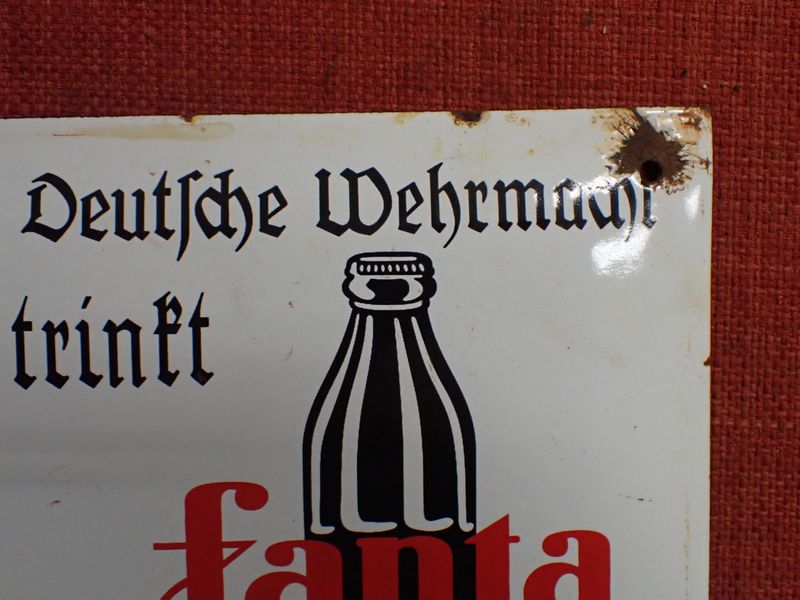 Deutſche Wehrmacht
trinkt
fanta